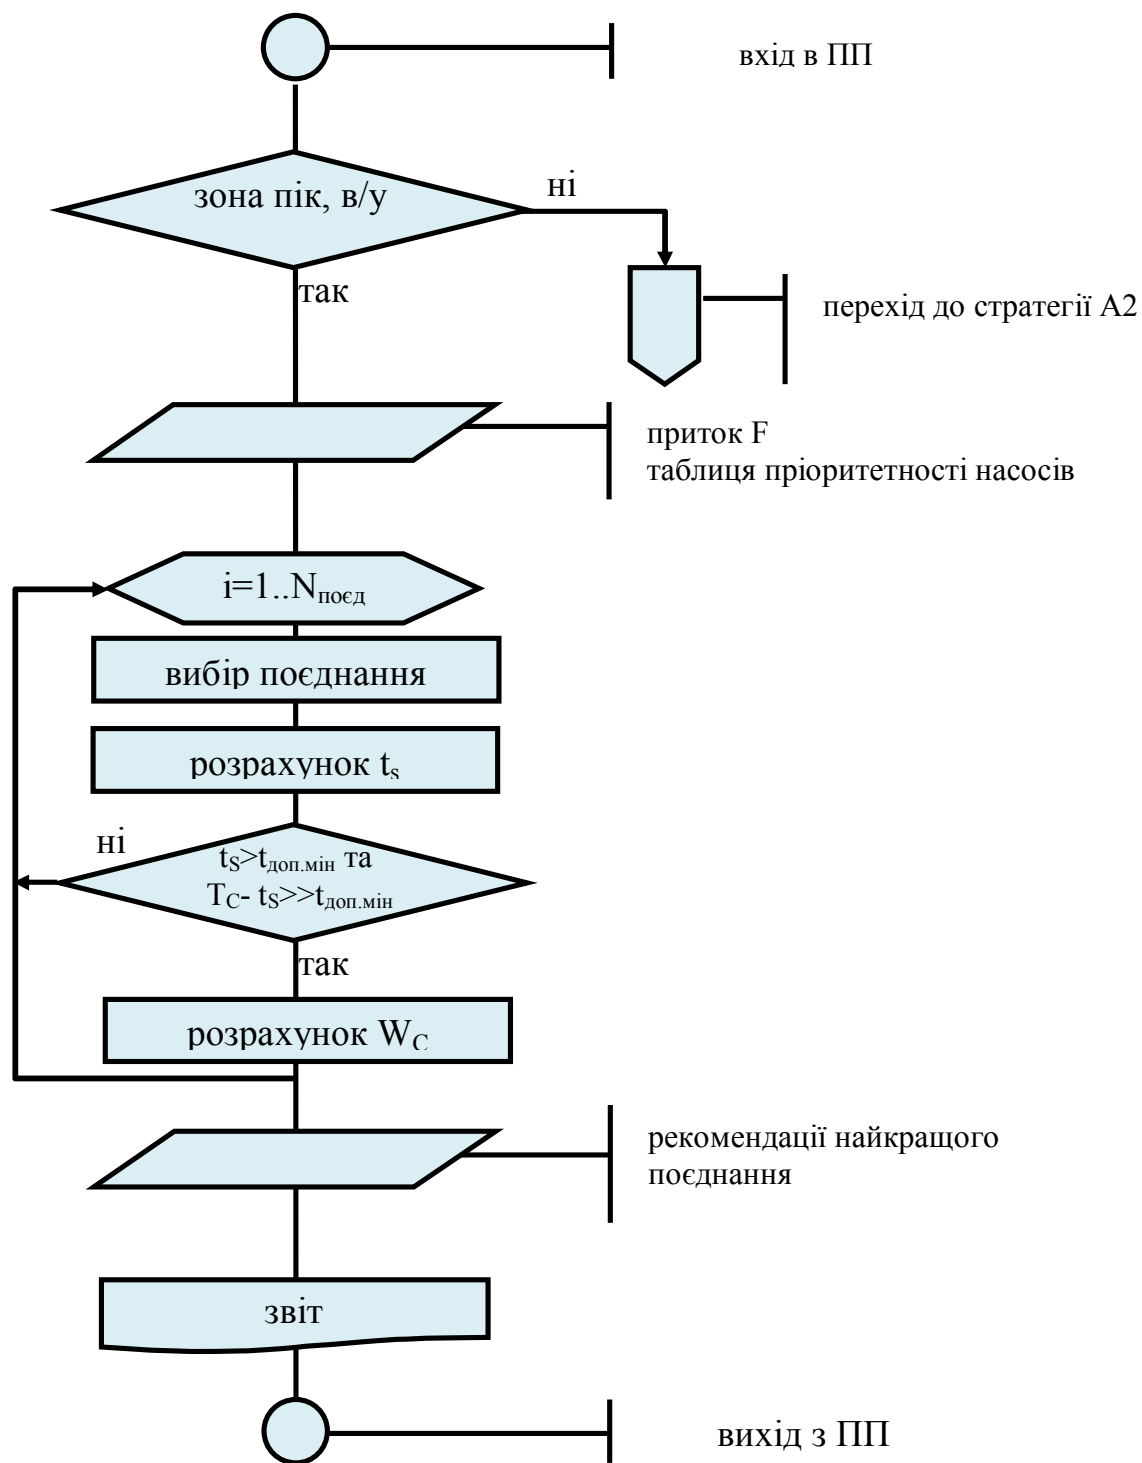 вхід в ПП
зона пік, в/у
ні
так
перехід до стратегії А2
приток F
таблиця пріоритетності насосів
i=1..Nпоєд
вибір поєднання
розрахунок ts
ні
tS>tдоп.мін та
TC- tS>>tдоп.мін
так
розрахунок WC
рекомендації найкращого
поєднання
звіт
вихід з ПП